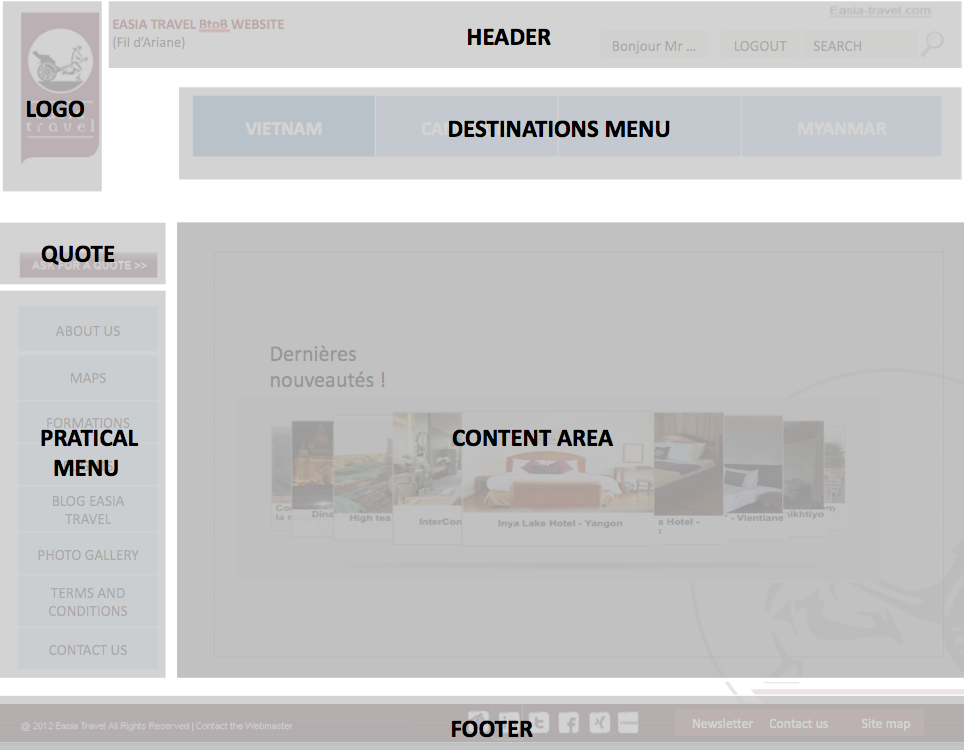 Easia-travel.com
EASIA TRAVEL BtoB WEBSITE
(Fil d'Ariane)
HEADER
Bonjour Mr ...
LOGOUT
SEARCH
LOGO
travel
VIETNAM
DESTINATIONS MENU
MYANMAR
QUOTE
ASK FOR A QUOTE >>
ABOUT US
MAPS
FORMATIONS
PRATICAL
MENU
BLOG EASIA
TRAVEL
PHOTO GALLERY
TERMS AND
CONDITIONS
CONTACT US
Dernières
nouveautés !
CONTENT AREA
High tea
InterCon
Inya Lake Hotel - Yangon
Hotel -
- Vientiane
@ 2012 Easia Travel All Rights Reserved | Contact the Webmaster
FOOTER
Newsletter
Contact us
Site map